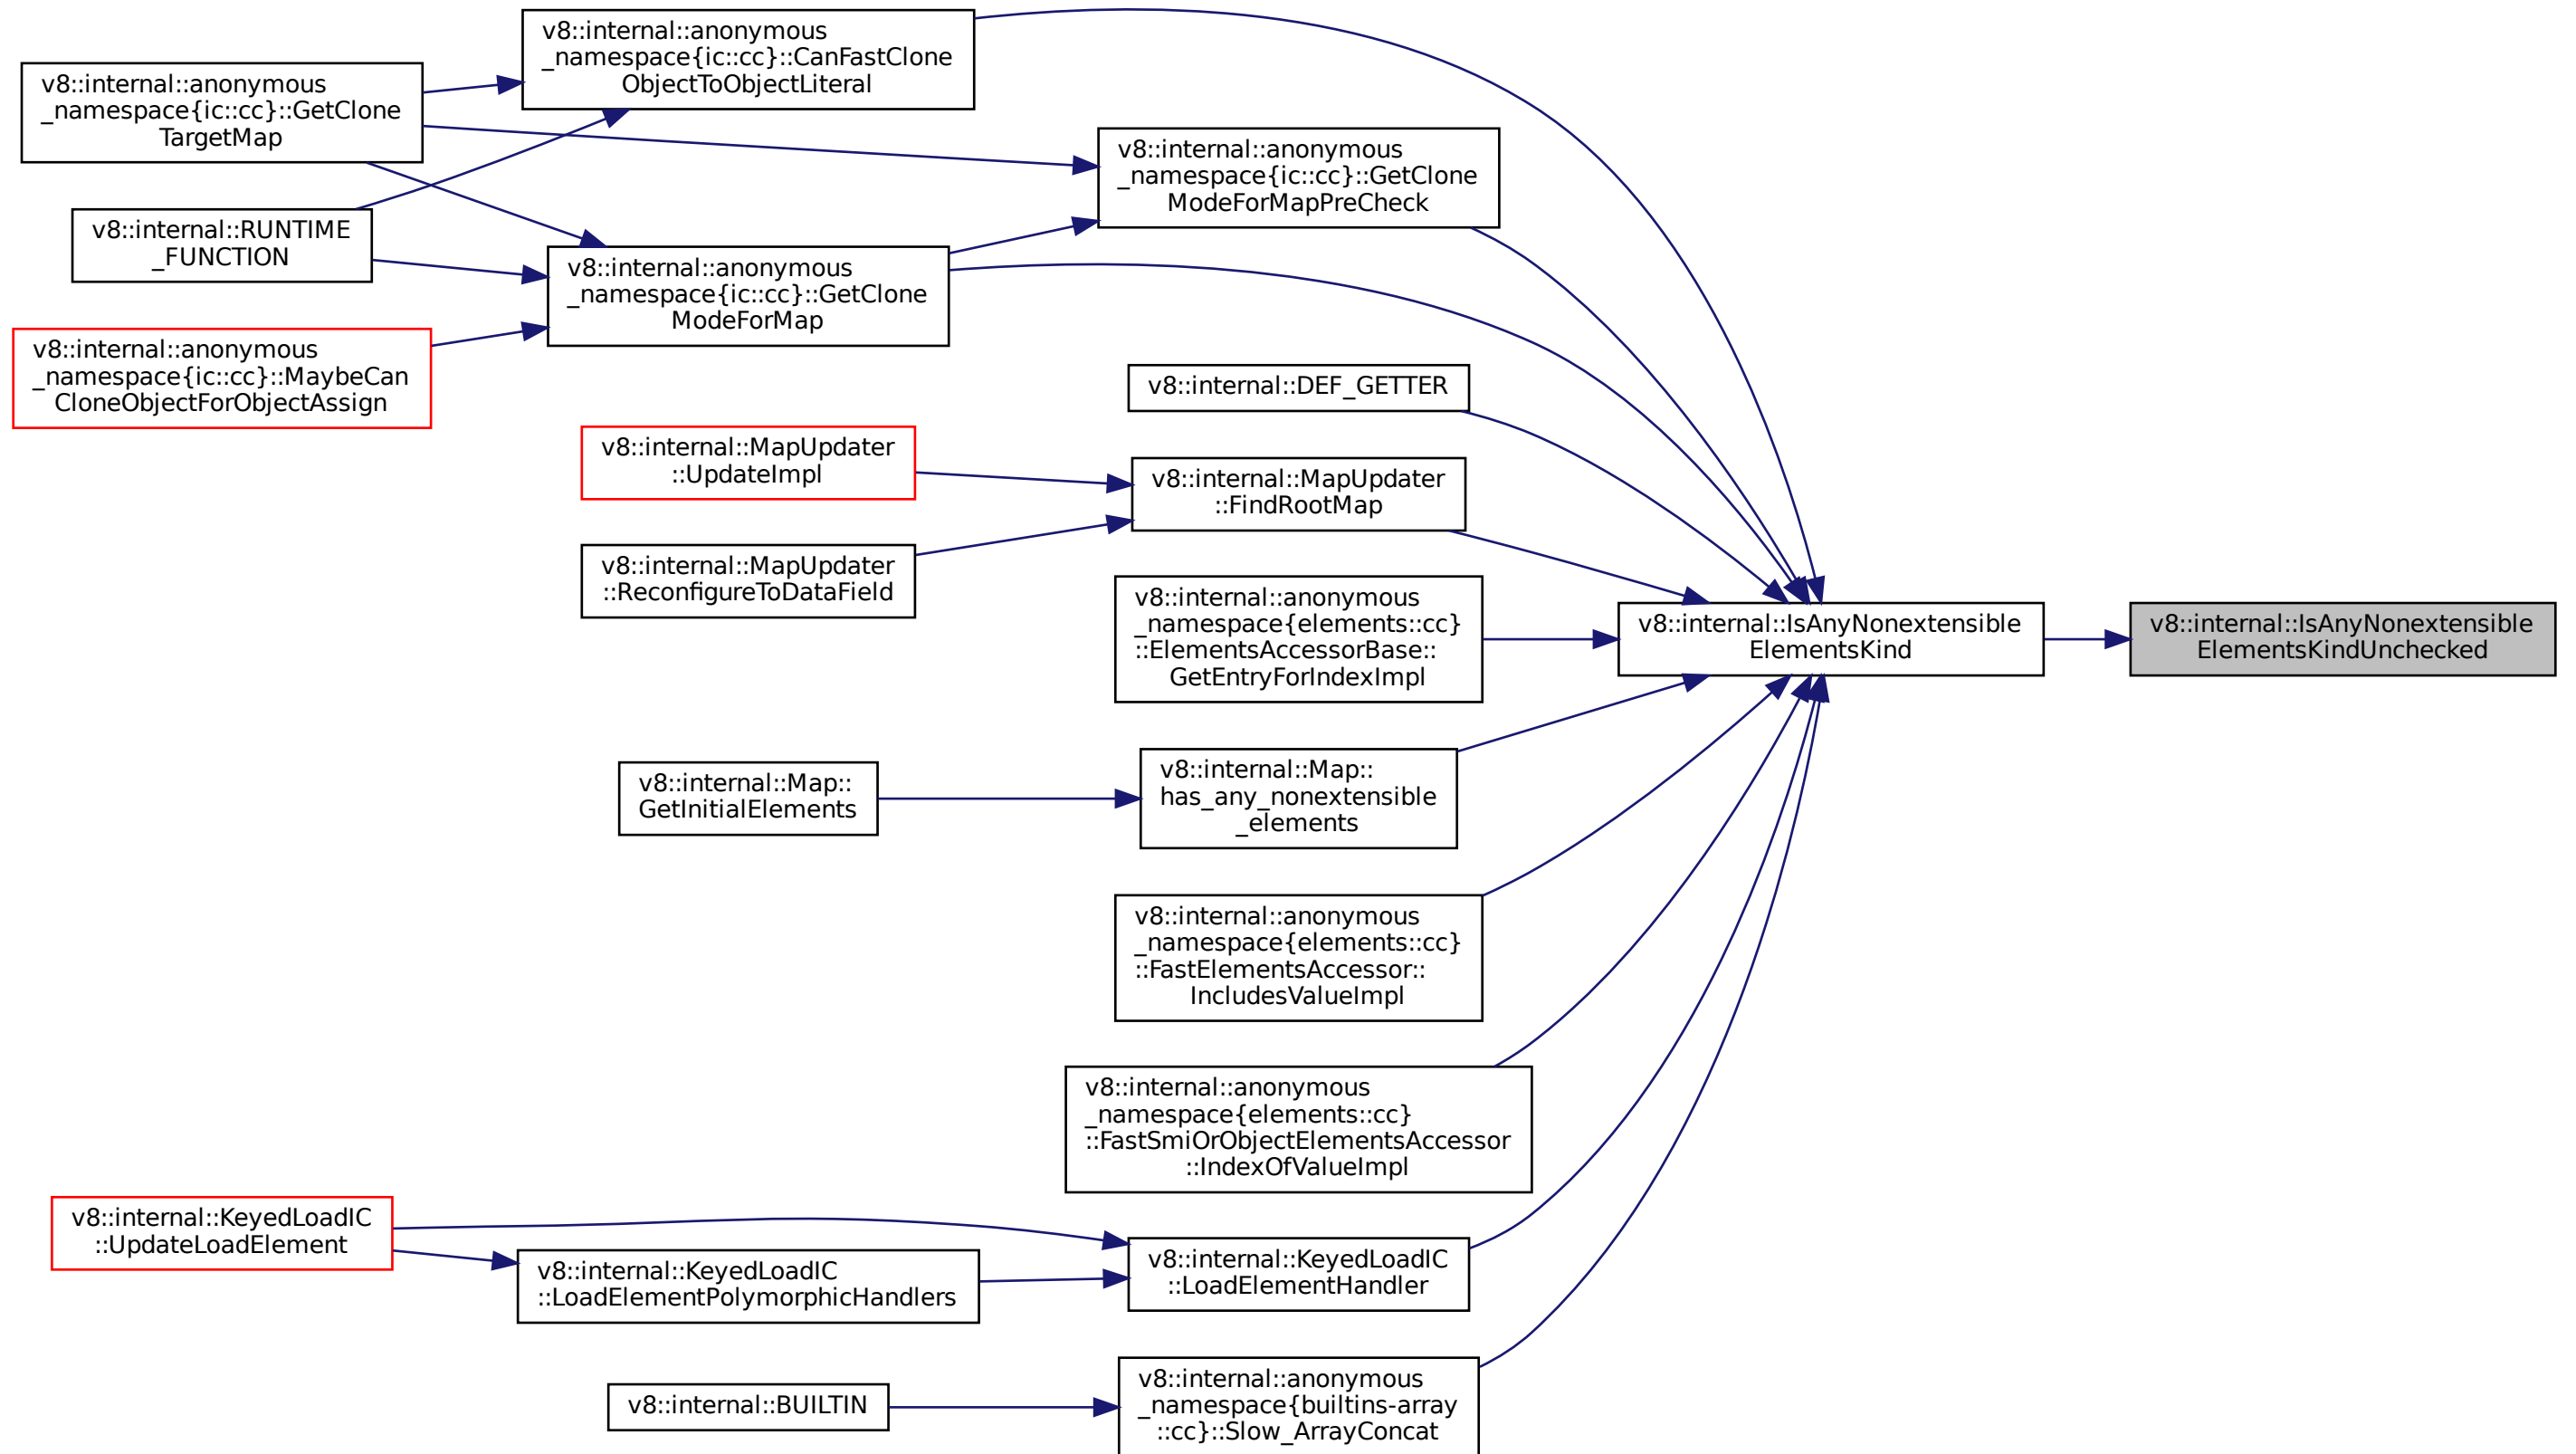 v8::internal::anonymous
_namespace{ic::cc}::CanFastClone
ObjectToObjectLiteral
v8::internal::anonymous
_namespace{ic::cc}::GetClone
TargetMap
v8::internal::anonymous
_namespace{ic::cc}::GetClone
ModeForMapPreCheck
v8::internal::RUNTIME
_FUNCTION
v8::internal::anonymous
_namespace{ic::cc}::GetClone
ModeForMap
v8::internal::anonymous
_namespace{ic::cc}::MaybeCan
CloneObjectForObjectAssign
v8::internal::DEF_GETTER
v8::internal::MapUpdater
::UpdateImpl
v8::internal::MapUpdater
::FindRootMap
v8::internal::MapUpdater
::ReconfigureToDataField
v8::internal::anonymous
_namespace{elements::cc}
::ElementsAccessorBase::
GetEntryForIndexImpl
v8::internal::IsAnyNonextensible
ElementsKind
v8::internal::IsAnyNonextensible
ElementsKindUnchecked
v8::internal::Map::
GetInitialElements
v8::internal::Map::
has_any_nonextensible
_elements
v8::internal::anonymous
_namespace{elements::cc}
::FastElementsAccessor::
IncludesValueImpl
v8::internal::anonymous
_namespace{elements::cc}
::FastSmiOrObjectElementsAccessor
::IndexOfValueImpl
v8::internal::KeyedLoadIC
::UpdateLoadElement
v8::internal::KeyedLoadIC
::LoadElementPolymorphicHandlers
v8::internal::KeyedLoadIC
::LoadElementHandler
v8::internal::BUILTIN
v8::internal::anonymous
_namespace{builtins-array
::cc}::Slow_ArrayConcat